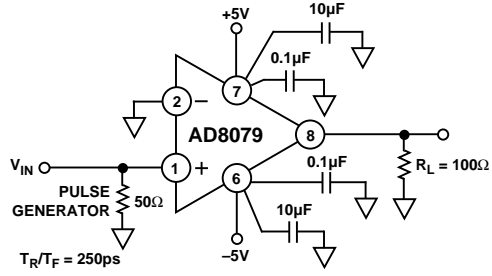 +5V
10µF
0.1µF
7
2
–
AD8079
8
V_IN
1
+
0.1µF
R_L = 100Ω
6
PULSE
GENERATOR
50Ω
10µF
–5V
T_R/T_F = 250ps